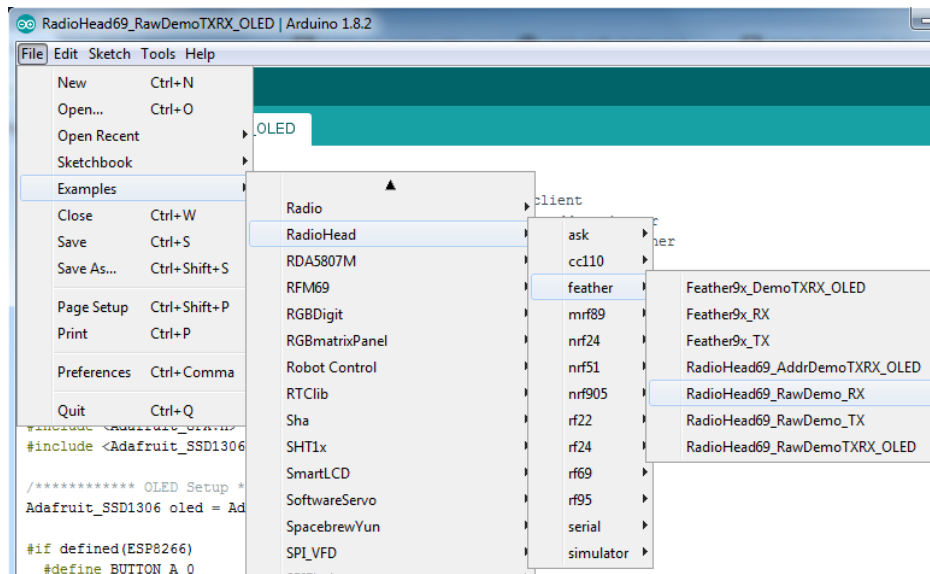 RadioHead69_RawDemoTXRX_OLED | Arduino 1.8.2
File Edit Sketch Tools Help
New Ctrl+N
Open... Ctrl+O
Open Recent
Sketchbook
Examples
Close Ctrl+W
Save Ctrl+S
Save As... Ctrl+Shift+S
Page Setup Ctrl+Shift+P
Print Ctrl+P
Preferences Ctrl+Comma
Quit Ctrl+Q
_OLED
client
Radio
RadioHead
RDA5807M
RFM69
RGBDigit
RGBmatrixPanel
Robot Control
RTClib
Sha
SHT1x
SmartLCD
SoftwareServo
SpacebrewYun
SPI_VFD
ask
cc110
feather
mrf89
nrf24
nrf51
nrf905
rf22
rf24
rf69
rf95
serial
simulator
Feather9x_DemoTXRX_OLED
Feather9x_RX
Feather9x_TX
RadioHead69_AddrDemoTXRX_OLED
RadioHead69_RawDemo_RX
RadioHead69_RawDemo_TX
RadioHead69_RawDemoTXRX_OLED
#include <Adafruit_SSD1306
/************ OLED Setup *
Adafruit_SSD1306 oled = Ad
#if defined(ESP8266)
#define BUTTON_A 0